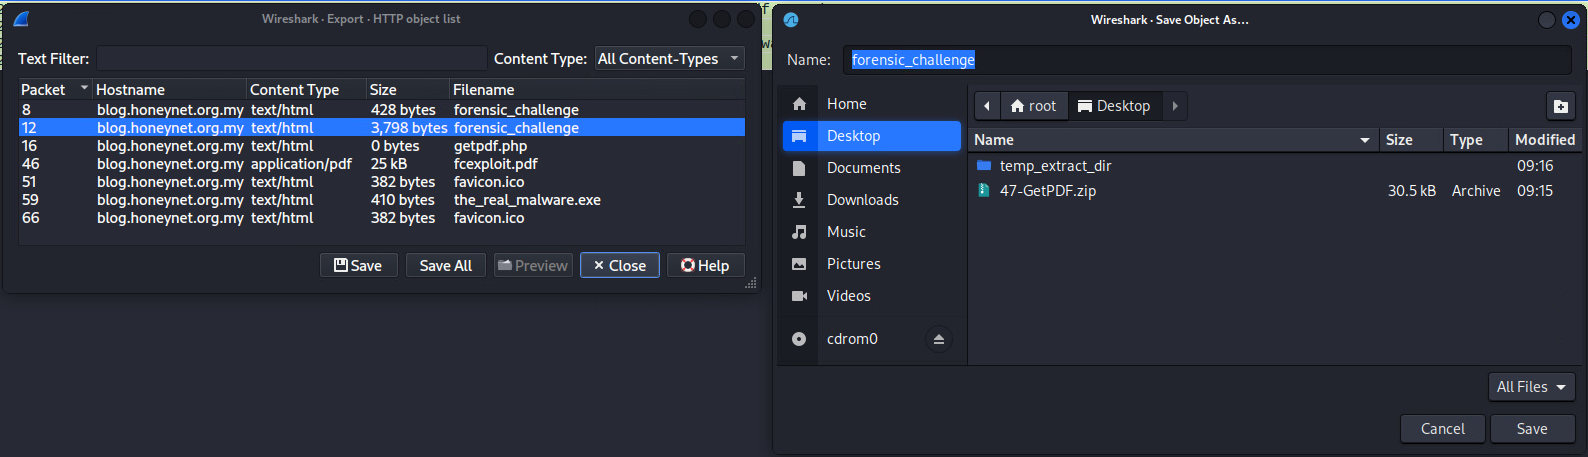 Wireshark · Export · HTTP object list
Text Filter:
Content Type: All Content-Types
Packet Hostname Content Type Size Filename
8 blog.honeynet.org.my text/html 428 bytes forensic_challenge
12 blog.honeynet.org.my text/html 3,798 bytes forensic_challenge
16 blog.honeynet.org.my text/html 0 bytes getpdf.php
46 blog.honeynet.org.my application/pdf 25 kB fcexploit.pdf
51 blog.honeynet.org.my text/html 382 bytes favicon.ico
59 blog.honeynet.org.my text/html 410 bytes the_real_malware.exe
66 blog.honeynet.org.my text/html 382 bytes favicon.ico
Save Save All Preview Close Help
Wireshark · Save Object As...
Name: forensic_challenge
Home
Desktop
Documents
Downloads
Music
Pictures
Videos
cdrom0
root Desktop
Name Size Type Modified
temp_extract_dir 09:16
47-GetPDF.zip 30.5 kB Archive 09:15
All Files
Cancel Save